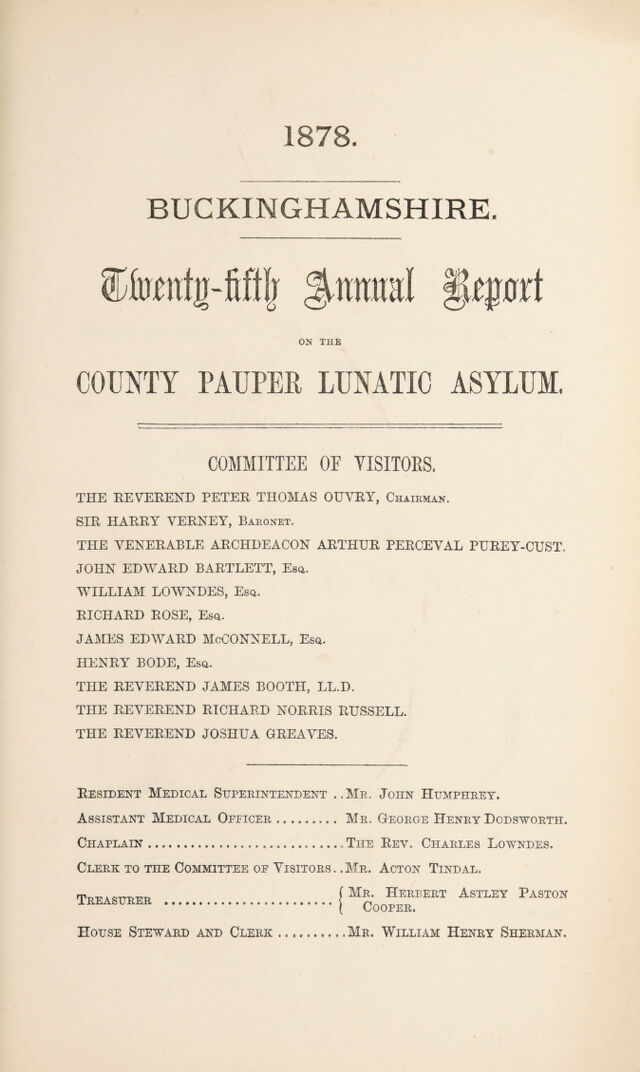 1878.
BUCKINGHAMSHIRE.
Twenty-fifth Annual Report
ON THE
COUNTY PAUPER LUNATIC ASYLUM.
COMMITTEE OF VISITORS.
THE REVEREND PETER THOMAS OUVRY, CHAIRMAN.
SIR HARRY VERNEY, BARONET.
THE VENERABLE ARCHDEACON ARTHUR PERCEVAL PUREY-CUST.
JOHN EDWARD BARTLETT, ESQ.
WILLIAM LOWNDES, ESQ.
RICHARD ROSE, ESQ.
JAMES EDWARD McCONNELL, ESQ.
HENRY BODE, ESQ.
THE REVEREND JAMES BOOTH, LL.D.
THE REVEREND RICHARD NORRIS RUSSELL.
THE REVEREND JOSHUA GREAVES.
RESIDENT MEDICAL SUPERINTENDENT ..MR. JOHN HUMPHREY.
ASSISTANT MEDICAL OFFICER ......... MR. GEORGE HENRY DODSWORTH.
CHAPLAIN ............................THE REV. CHARLES LOWNDES.
CLERK TO THE COMMITTEE OF VISITORS..MR. ACTON TINDAL.
TREASURER ........................ { MR. HERBERT ASTLEY PASTON
COOPER.
HOUSE STEWARD AND CLERK ..........MR. WILLIAM HENRY SHERMAN.